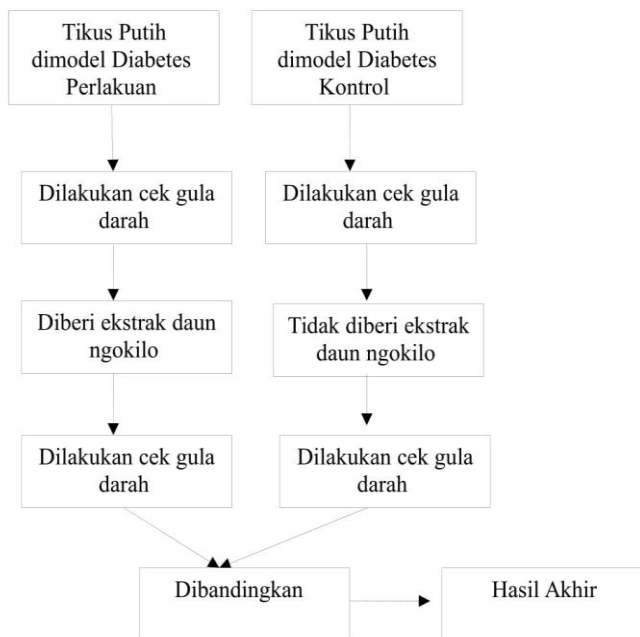 Tikus Putih
dimodel Diabetes
Perlakuan
Tikus Putih
dimodel Diabetes
Kontrol
Dilakukan cek gula
darah
Dilakukan cek gula
darah
Diberi ekstrak daun
ngokilo
Tidak diberi ekstrak
daun ngokilo
Dilakukan cek gula
darah
Dilakukan cek gula
darah
Dibandingkan
Hasil Akhir